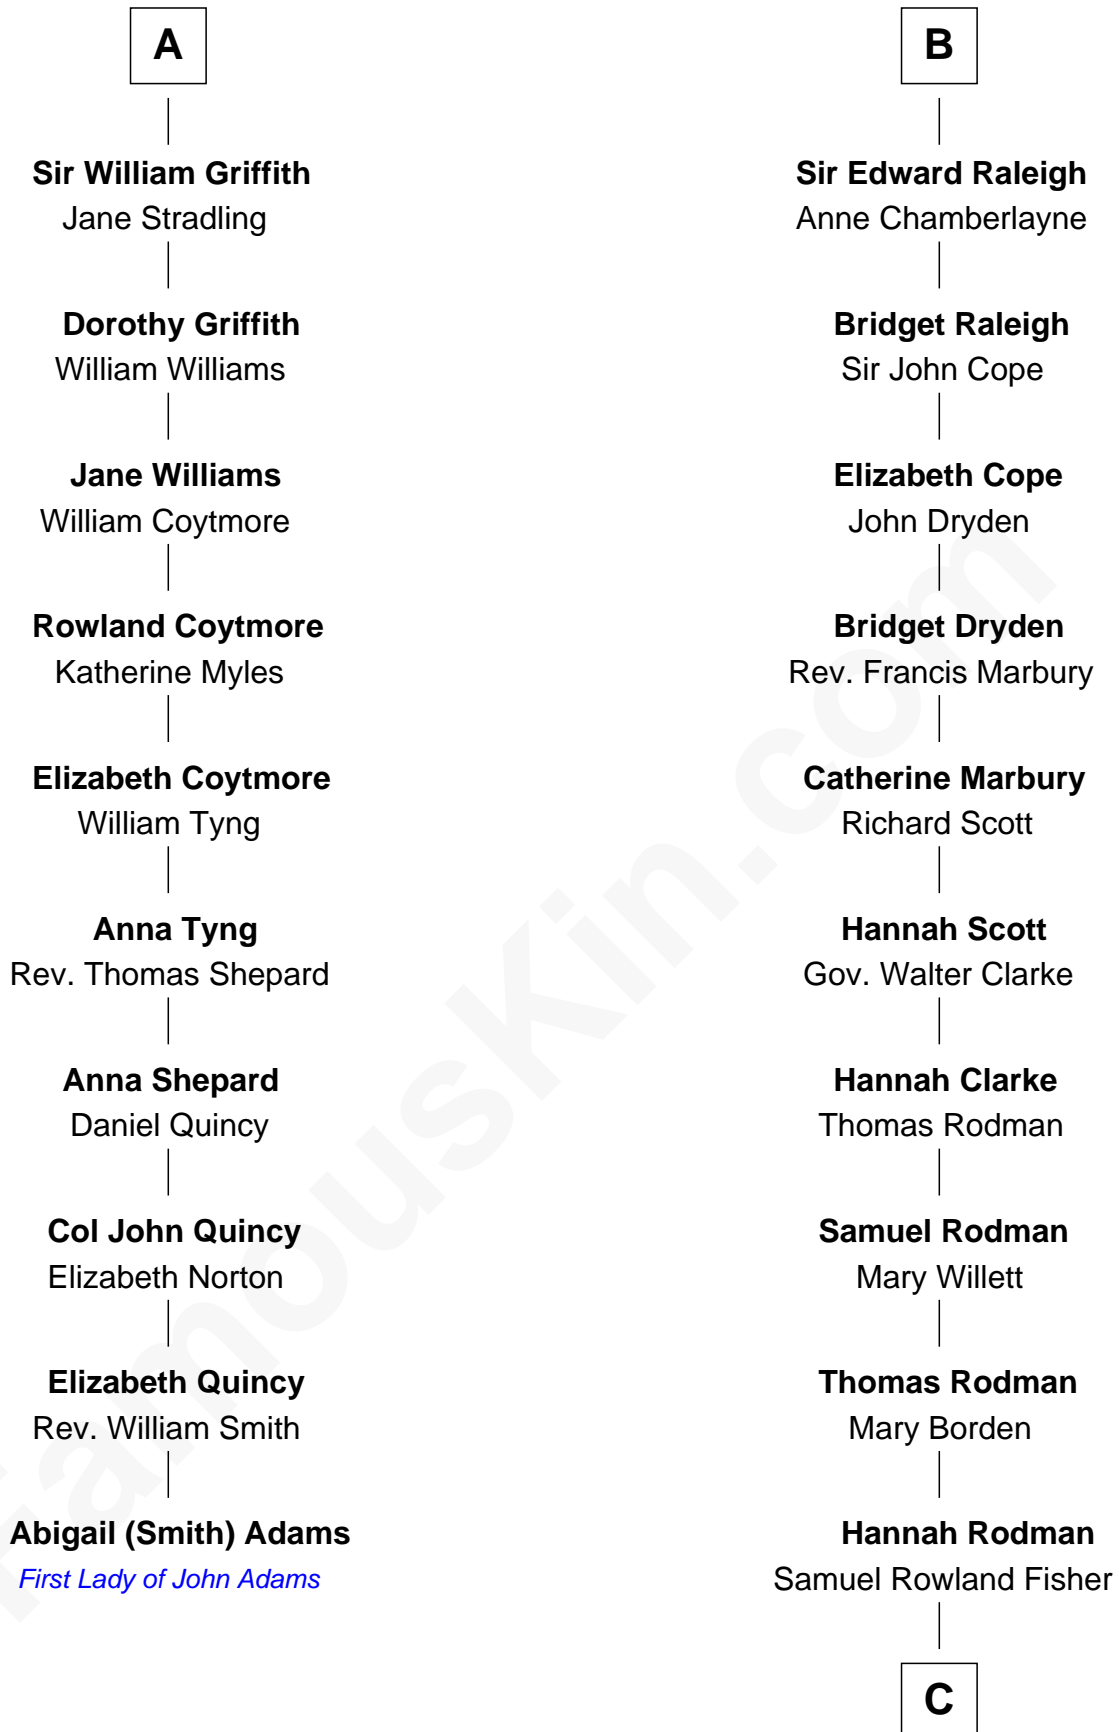 A
Sir William Griffith
Jane Stradling
Dorothy Griffith
William Williams
Jane Williams
William Coytmore
Rowland Coytmore
Katherine Myles
Elizabeth Coytmore
William Tyng
Anna Tyng
Rev. Thomas Shepard
Anna Shepard
Daniel Quincy
Col John Quincy
Elizabeth Norton
Elizabeth Quincy
Rev. William Smith
Abigail (Smith) Adams
First Lady of John Adams
B
Sir Edward Raleigh
Anne Chamberlayne
Bridget Raleigh
Sir John Cope
Elizabeth Cope
John Dryden
Bridget Dryden
Rev. Francis Marbury
Catherine Marbury
Richard Scott
Hannah Scott
Gov. Walter Clarke
Hannah Clarke
Thomas Rodman
Samuel Rodman
Mary Willett
Thomas Rodman
Mary Borden
Hannah Rodman
Samuel Rowland Fisher
C
FamousKin.com